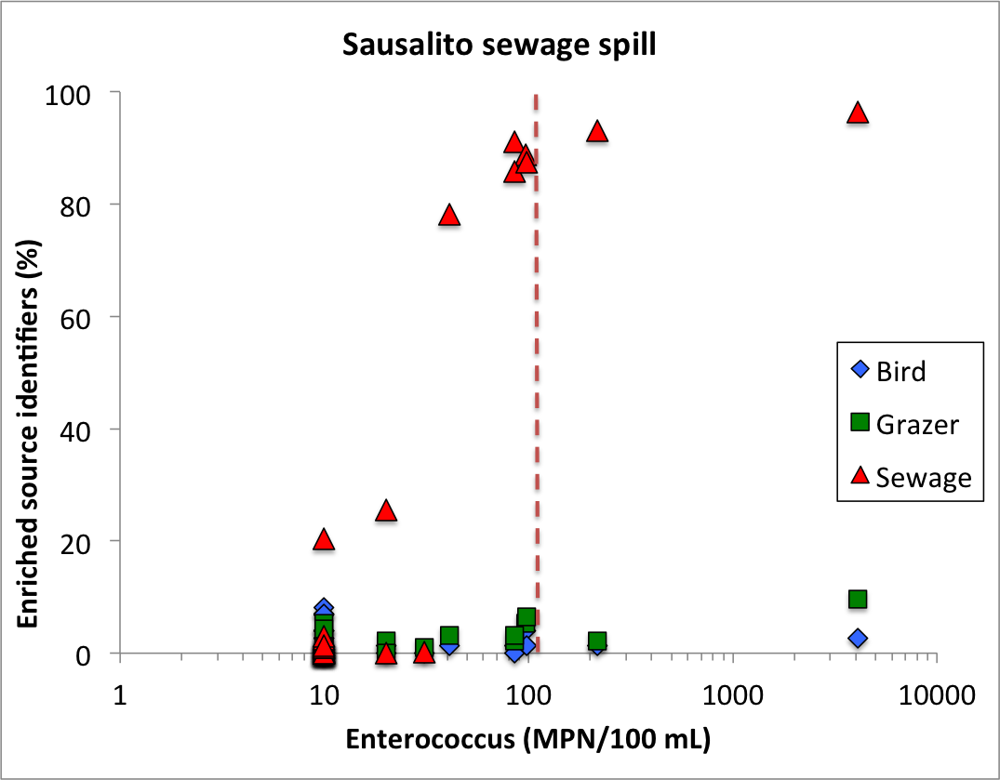 Sausalito sewage spill
100
80
60
40
20
0
Enriched source identifiers (%)
Bird
Grazer
Sewage
1 10 100 1000 10000
Enterococcus (MPN/100 mL)